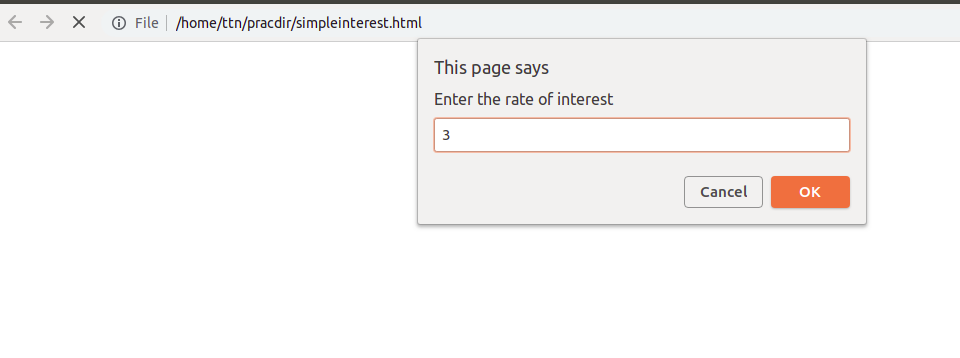 File /home/ttn/pracdir/simpleinterest.html
This page says
Enter the rate of interest
3
Cancel OK